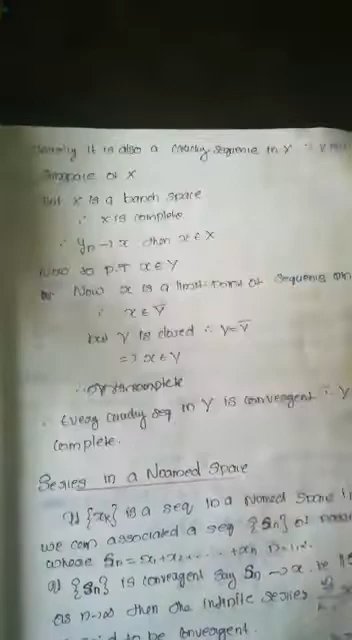 it is also a cauchy sequence in Y ∵ Y
subspace of X
but X is a banch space
∴ X is complete
∴ yn → x then x ∈ X
Now to p.T x ∈ Y
Now x is a limit point of sequence
∴ x ∈ Y̅
but Y is closed ∴ Y = Y̅
=> x ∈ Y
∴ complete
∴ Every cauchy seq in Y is convergent ∴ Y
complete.
Series in a Normed Space
If {xn} is a seq in a normed space
we can associated a seq {Sn} of
whose Sn = x1 + x2 + ..... + xn n=1,2..
If {Sn} is convergent say Sn → x. ie
as n→∞ then the infinite series
to be convergent